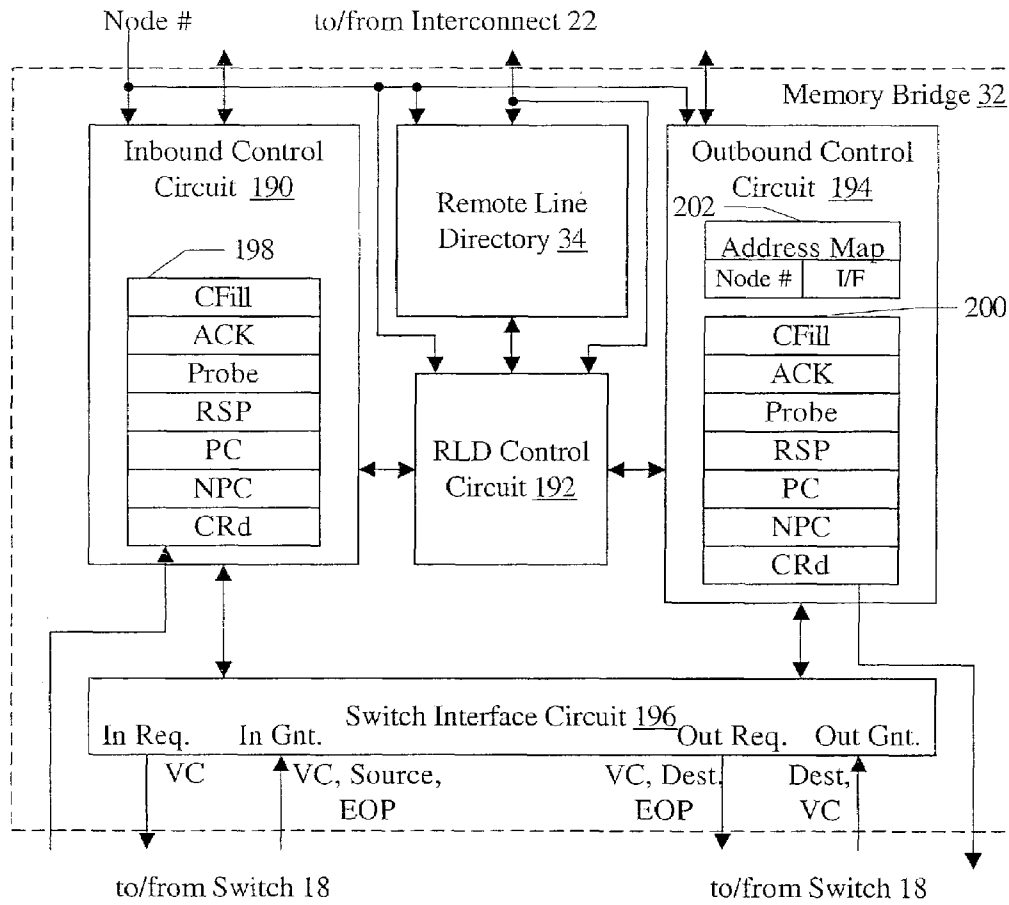 Node #
to/from Interconnect 22
Memory Bridge 32
Inbound Control
Circuit 190
198
CFill
ACK
Probe
RSP
PC
NPC
CRd
Remote Line
Directory 34
RLD Control
Circuit 192
Outbound Control
Circuit 194
202
Address Map
Node #
I/F
200
CFill
ACK
Probe
RSP
PC
NPC
CRd
Switch Interface Circuit 196
In Req.
In Gnt.
Out Req.
Out Gnt.
VC
VC, Source,
EOP
VC, Dest.
EOP
Dest,
VC
to/from Switch 18
to/from Switch 18